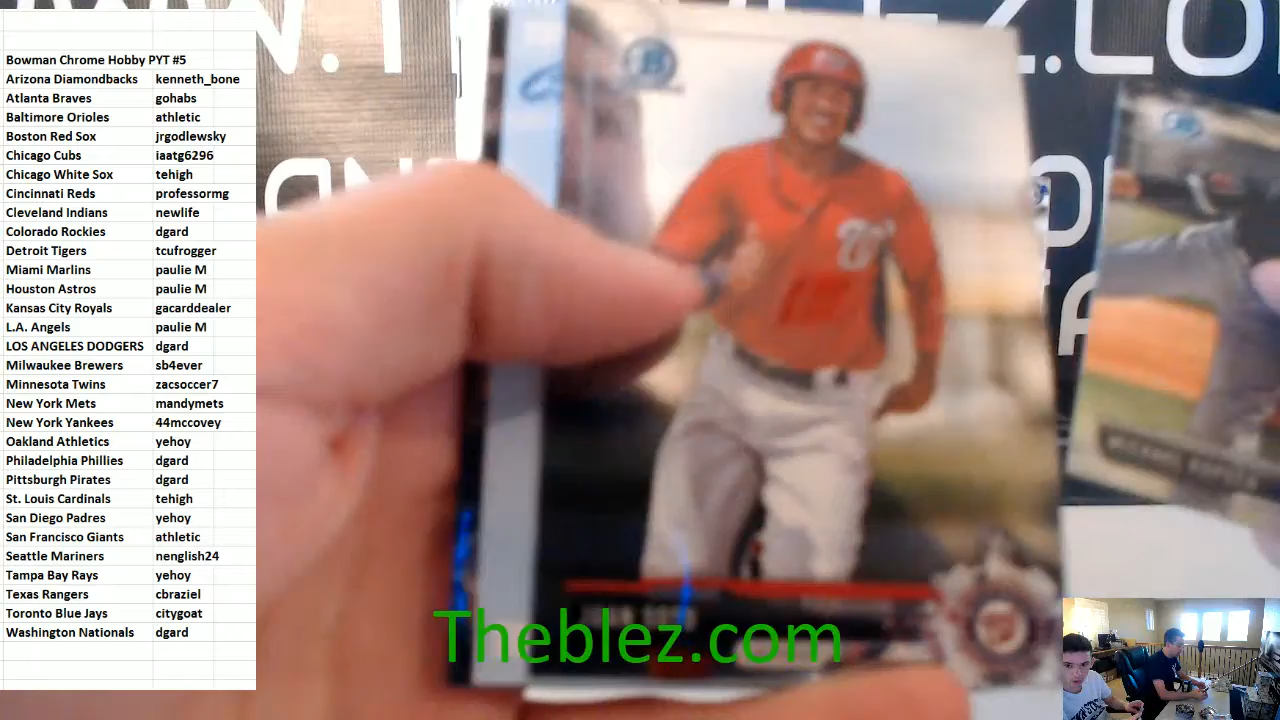 Bowman Chrome Hobby PYT #5
Arizona Diamondbacks kenneth_bone
Atlanta Braves gohabs
Baltimore Orioles athletic
Boston Red Sox jrgodlewsky
Chicago Cubs iaatg6296
Chicago White Sox tehigh
Cincinnati Reds professormg
Cleveland Indians newlife
Colorado Rockies dgard
Detroit Tigers tcufrogger
Miami Marlins paulie M
Houston Astros paulie M
Kansas City Royals gacarddealer
L.A. Angels paulie M
LOS ANGELES DODGERS dgard
Milwaukee Brewers sb4ever
Minnesota Twins zacsoccer7
New York Mets mandymets
New York Yankees 44mccovey
Oakland Athletics yehoy
Philadelphia Phillies dgard
Pittsburgh Pirates dgard
St. Louis Cardinals tehigh
San Diego Padres yehoy
San Francisco Giants athletic
Seattle Mariners nenglish24
Tampa Bay Rays yehoy
Texas Rangers cbraziel
Toronto Blue Jays citygoat
Washington Nationals dgard
Theblez.com